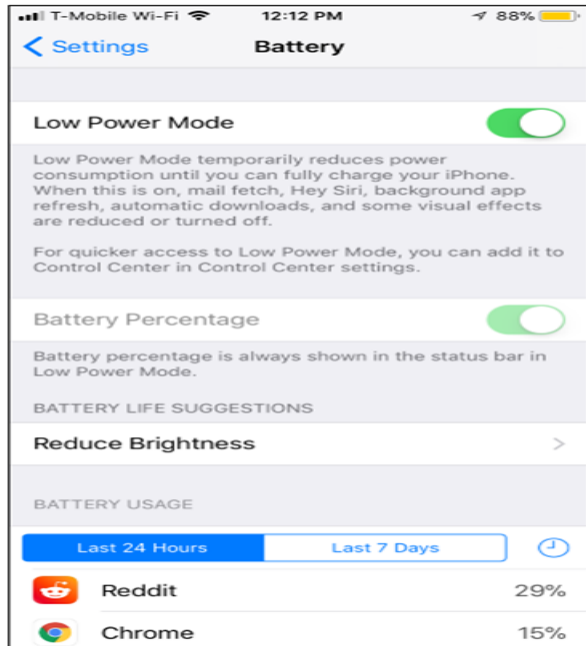 T-Mobile Wi-Fi 12:12 PM 88%
Settings Battery
Low Power Mode
Low Power Mode temporarily reduces power
consumption until you can fully charge your iPhone.
When this is on, mail fetch, Hey Siri, background app
refresh, automatic downloads, and some visual effects
are reduced or turned off.
For quicker access to Low Power Mode, you can add it to
Control Center in Control Center settings.
Battery Percentage
Battery percentage is always shown in the status bar in
Low Power Mode.
BATTERY LIFE SUGGESTIONS
Reduce Brightness
BATTERY USAGE
Last 24 Hours Last 7 Days
Reddit 29%
Chrome 15%